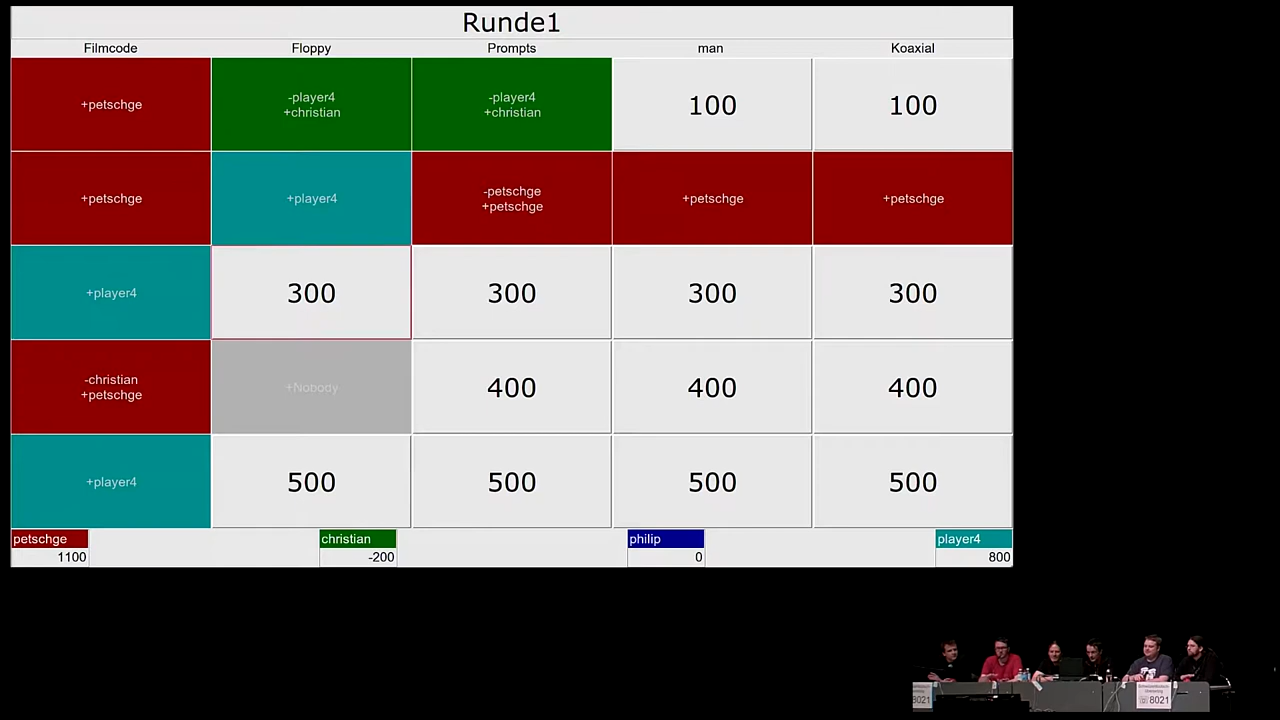 Runde1
Filmcode Floppy Prompts man Koaxial
+petschge
-player4
+christian
-player4
+christian
100
100
+petschge
+player4
-petschge
+petschge
+petschge
+petschge
+player4
300
300
300
300
-christian
+petschge
+Nobody
400
400
400
+player4
500
500
500
500
petschge
1100
christian
-200
philip
0
player4
800
8021
8021